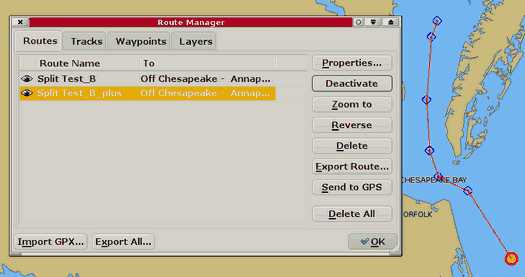 Route Manager
Routes Tracks Waypoints Layers
Route Name To
Split Test_B Off Chesapeake - Annap...
Split Test_B_plus Off Chesapeake - Annap...
Properties...
Deactivate
Zoom to
Reverse
Delete
Export Route...
Send to GPS
Delete All
Import GPX... Export All... OK
CHESAPEAKE BAY
ORFOLK